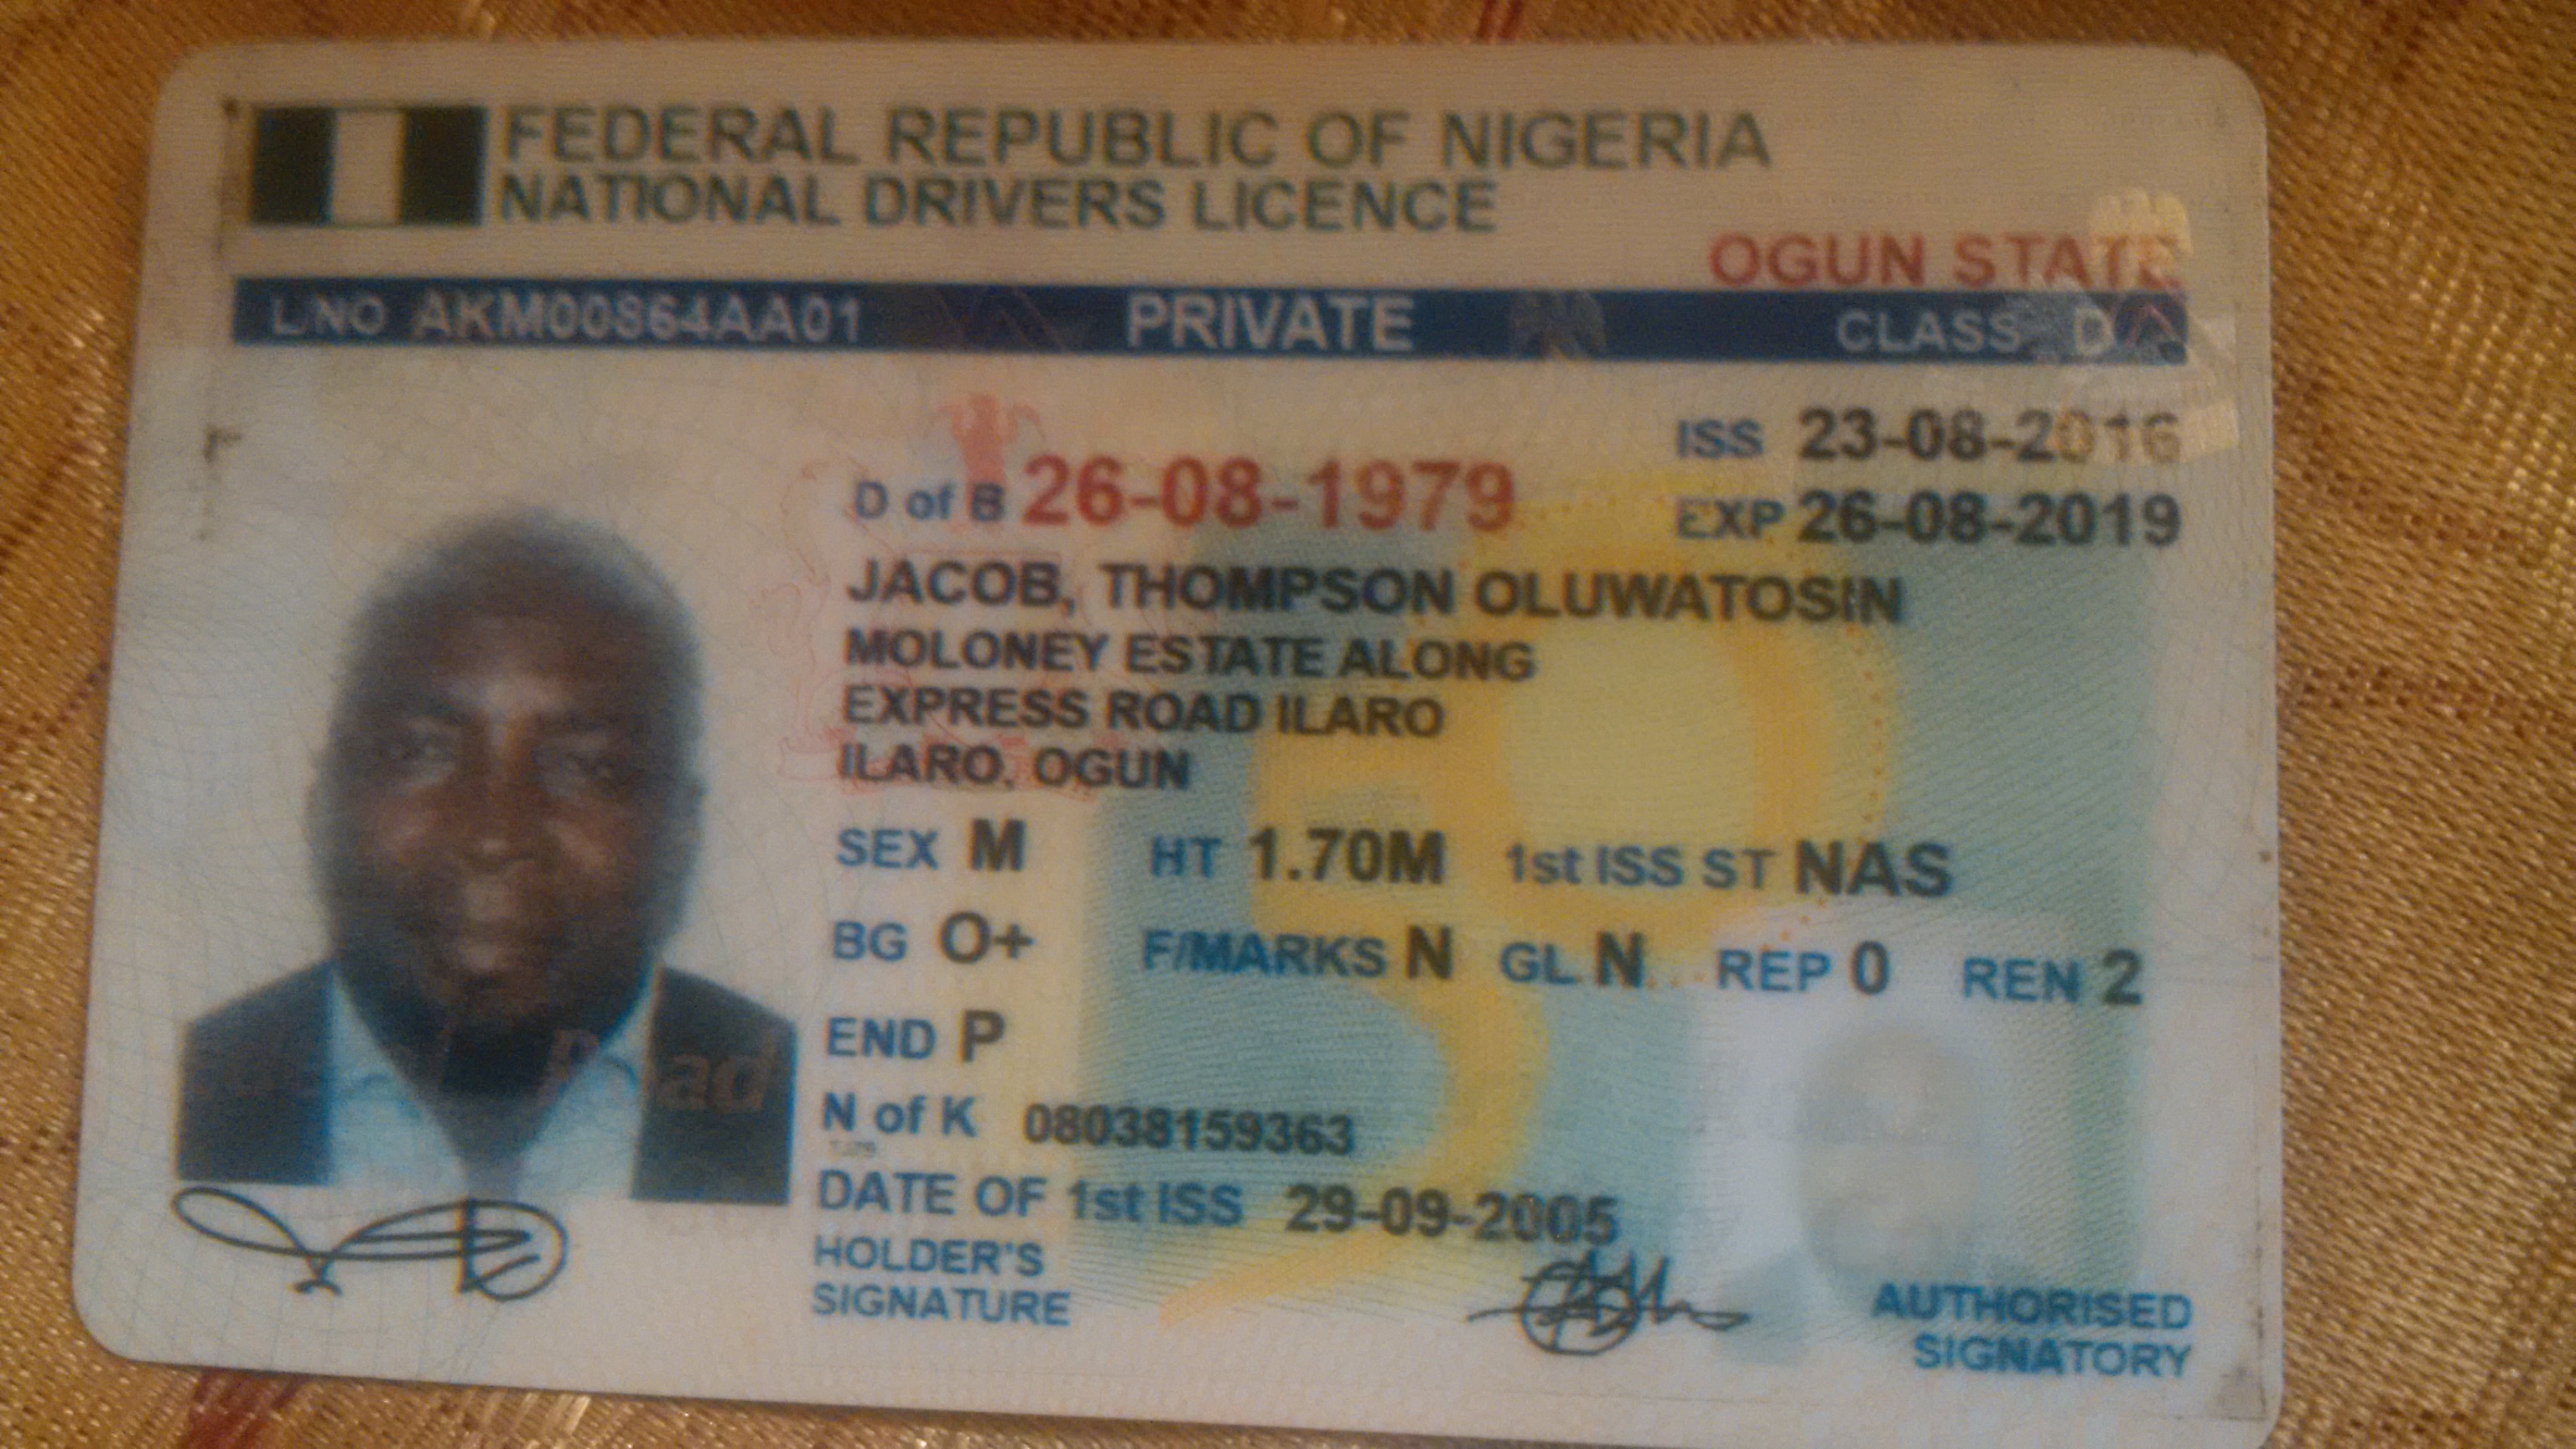 FEDERAL REPUBLIC OF NIGERIA
NATIONAL DRIVERS LICENCE
OGUN STATE
L/NO AKM00864AA01 PRIVATE CLASS
ISS 23-08-2016
D of B 26-08-1979 EXP 26-08-2019
JACOB, THOMPSON OLUWATOSIN
MOLONEY ESTATE ALONG
EXPRESS ROAD ILARO
ILARO, OGUN
SEX M HT 1.70M 1st ISS ST NAS
BG O+ F/MARKS N GL N REP 0 REN 2
END P
N of K 08038159363
DATE OF 1st ISS 29-09-2005
HOLDER'S
SIGNATURE
AUTHORISED
SIGNATORY